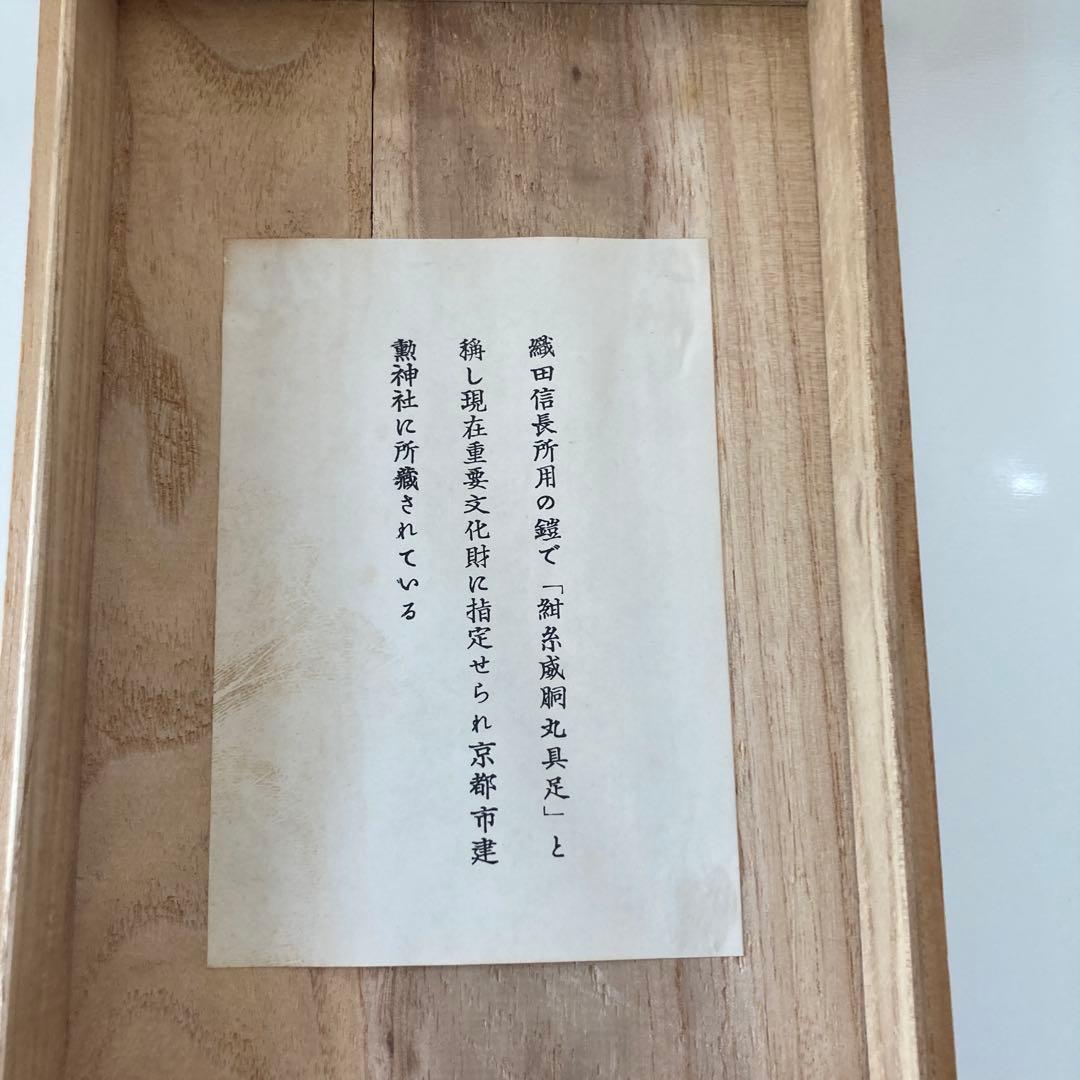 織田信長所用の鎧で「紺糸威胴丸具足」と
稱し現在重要文化財に指定せられ京都市建
勲神社に所蔵されている